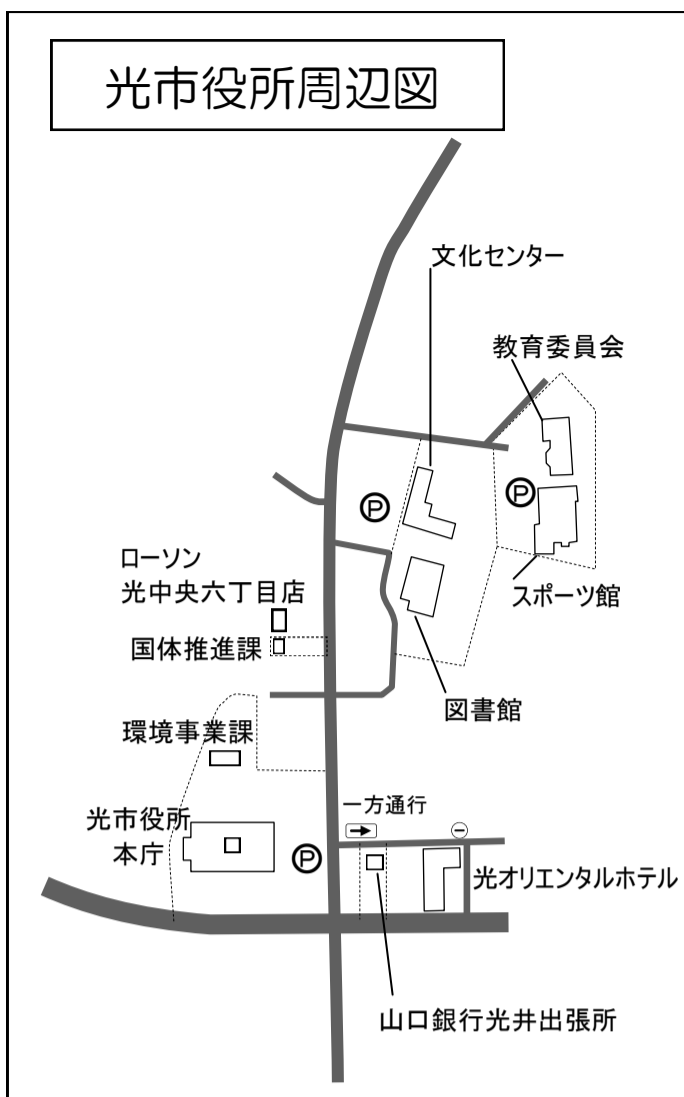 光市役所周辺図
文化センター
教育委員会
Ⓟ
Ⓟ
ローソン
光中央六丁目店
スポーツ館
国体推進課
図書館
環境事業課
一方通行
光市役所
本庁
Ⓟ
光オリエンタルホテル
山口銀行光井出張所